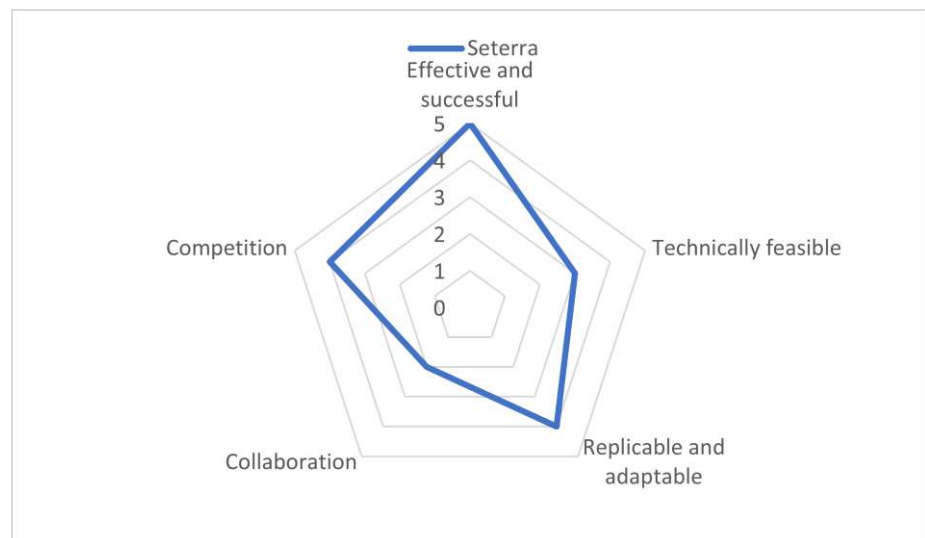 Seterra
Effective and
successful
5
4
3
2
1
0
Competition
Technically feasible
Collaboration
Replicable and
adaptable